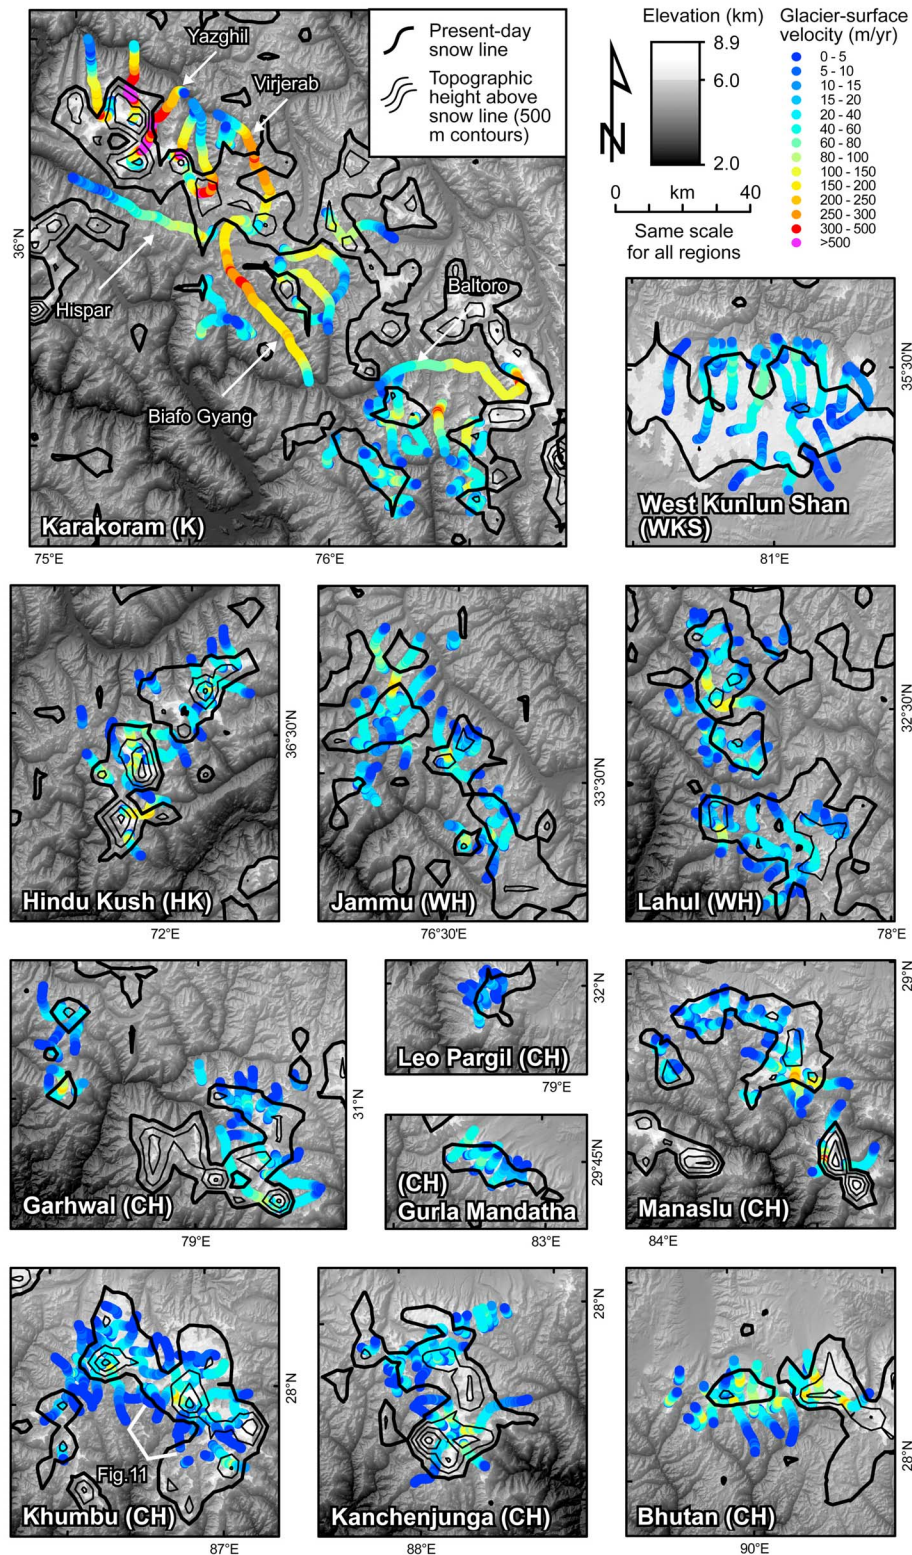 Yazghil
Virjerab
Present-day
snow line
Topographic
height above
snow line (500
m contours)
Elevation (km)
8.9
6.0
2.0
N
0 km 40
Same scale
for all regions
Glacier-surface
velocity (m/yr)
0 - 5
5 - 10
10 - 15
15 - 20
20 - 40
40 - 60
60 - 80
80 - 100
100 - 150
150 - 200
200 - 250
250 - 300
300 - 500
>500
36°N
Hispar
Baltoro
Biafo Gyang
Karakoram (K)
75°E
76°E
35°30'N
West Kunlun Shan
(WKS)
81°E
Hindu Kush (HK)
36°30'N
72°E
Jammu (WH)
33°30'N
76°30'E
Lahul (WH)
32°30'N
78°E
Garhwal (CH)
31°N
79°E
Leo Pargil (CH)
32°N
79°E
(CH)
Gurla Mandatha
29°45'N
83°E
Manaslu (CH)
29°N
84°E
Fig.11
Khumbu (CH)
28°N
87°E
Kanchenjunga (CH)
28°N
88°E
Bhutan (CH)
28°N
90°E